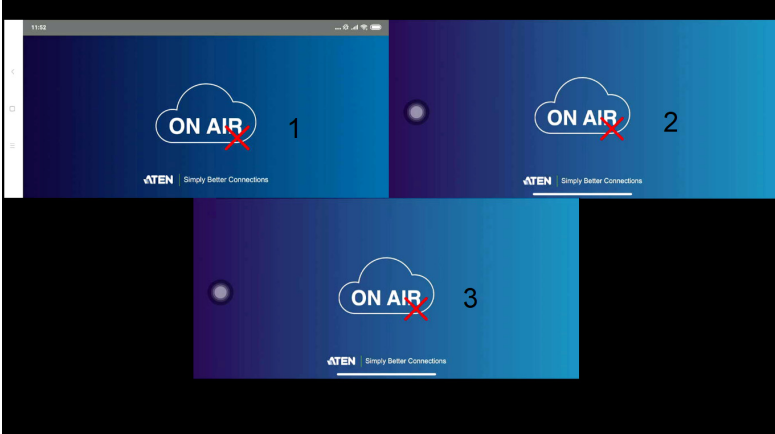 11:52
ON AIR
1
ATEN Simply Better Connections
ON AIR
2
ATEN Simply Better Connections
ON AIR
3
ATEN Simply Better Connections